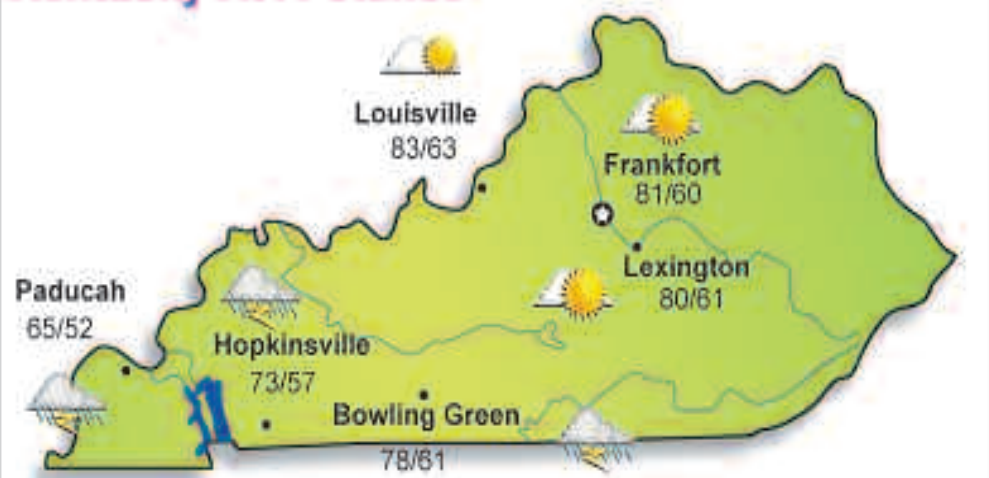 Louisville
83/63
Frankfort
81/60
Lexington
80/61
Paducah
65/52
Hopkinsville
73/57
Bowling Green
78/61